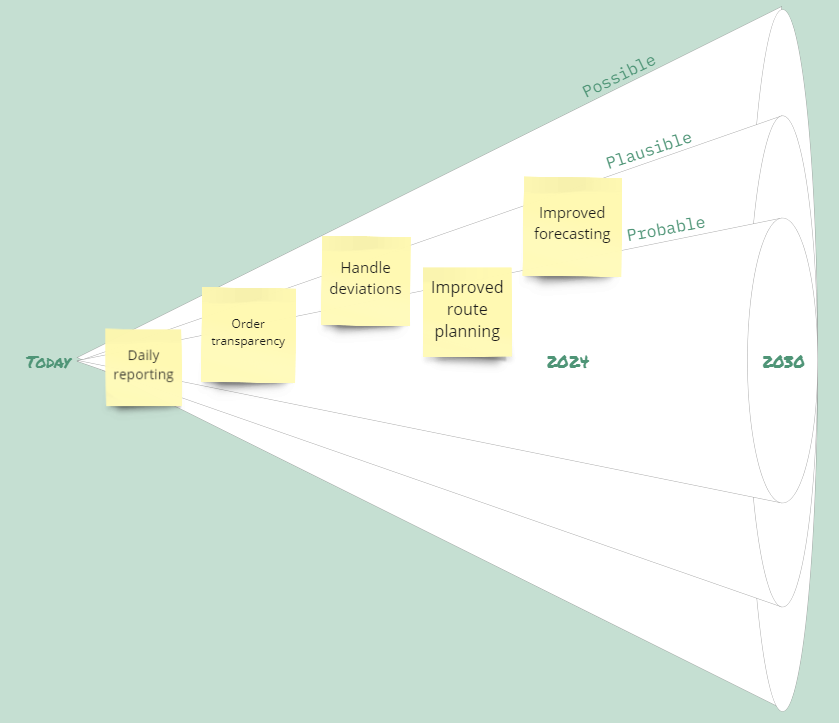 Possible
Plausible
Probable
Improved
forecasting
Handle
deviations
Improved
route
planning
Order
transparency
Daily
reporting
Today
2024
2030